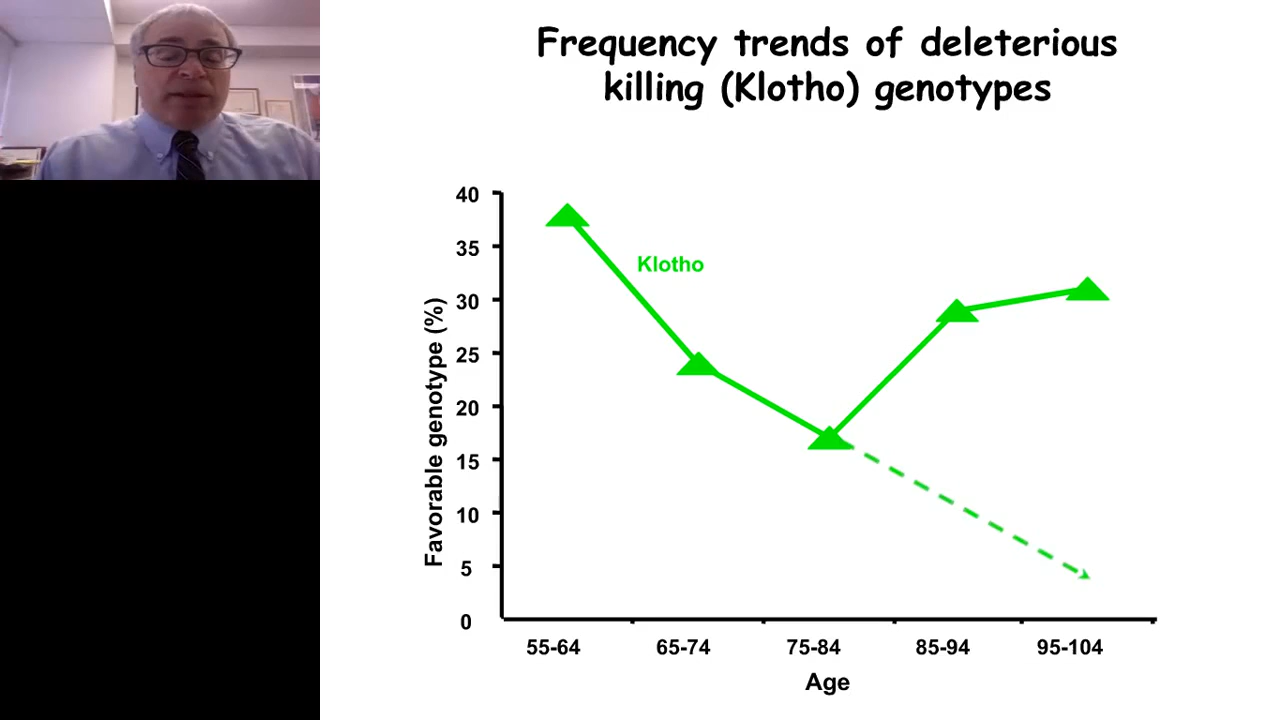 Frequency trends of deleterious
killing (Klotho) genotypes
40
35
30
25
20
15
10
5
0
Favorable genotype (%)
Klotho
55-64
65-74
75-84
85-94
95-104
Age